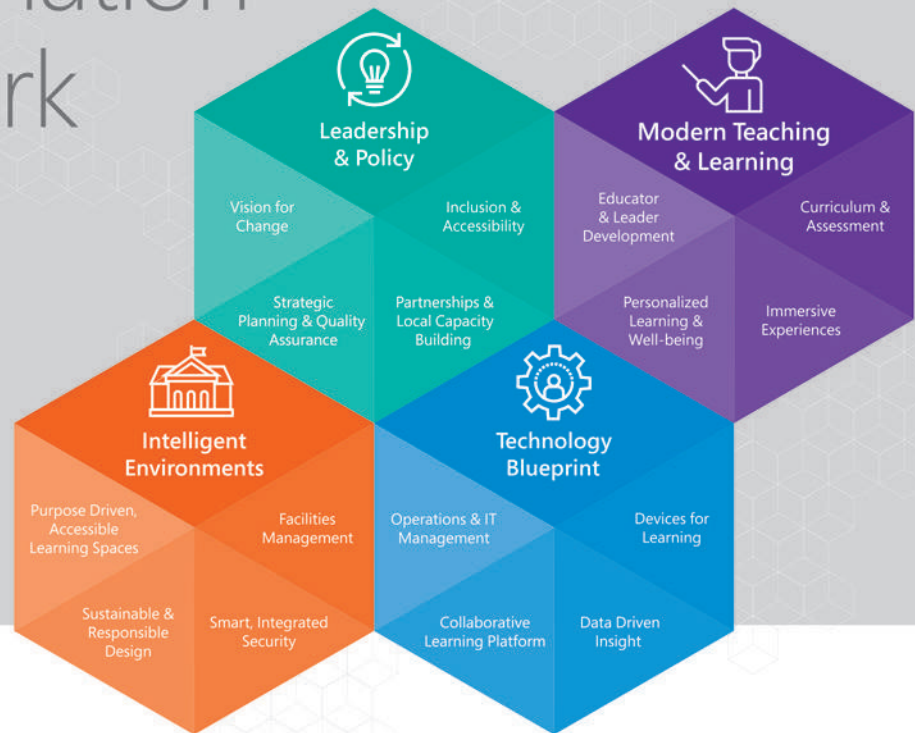 rk
Leadership
& Policy
Vision for
Change
Inclusion &
Accessibility
Strategic
Planning & Quality
Assurance
Partnerships &
Local Capacity
Building
Modern Teaching
& Learning
Educator
& Leader
Development
Curriculum &
Assessment
Personalized
Learning &
Well-being
Immersive
Experiences
Intelligent
Environments
Purpose Driven,
Accessible
Learning Spaces
Facilities
Management
Sustainable &
Responsible
Design
Smart, Integrated
Security
Technology
Blueprint
Operations & IT
Management
Devices for
Learning
Collaborative
Learning Platform
Data Driven
Insight